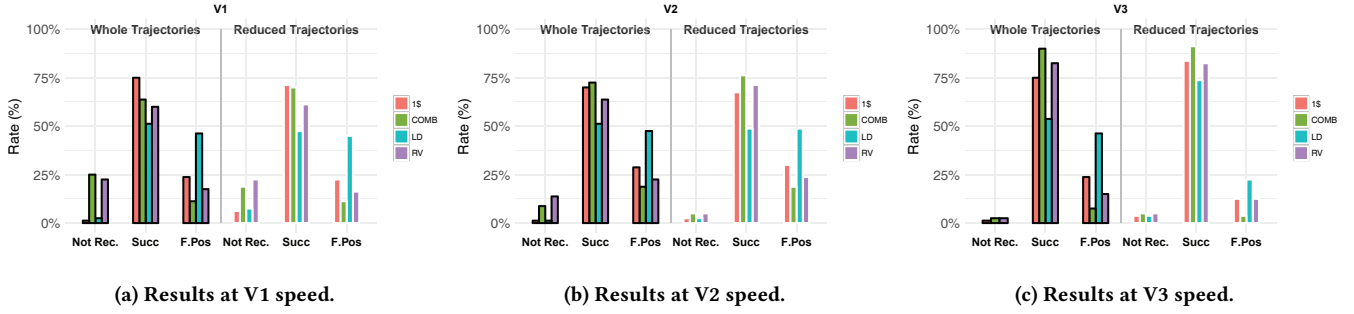 V1
Whole Trajectories Reduced Trajectories
100%
75%
50%
25%
0%
Rate (%)
Not Rec. Succ F.Pos Not Rec. Succ F.Pos
1$
COMB
LD
RV
(a) Results at V1 speed.
V2
Whole Trajectories Reduced Trajectories
100%
75%
50%
25%
0%
Rate (%)
Not Rec. Succ F.Pos Not Rec. Succ F.Pos
1$
COMB
LD
RV
(b) Results at V2 speed.
V3
Whole Trajectories Reduced Trajectories
100%
75%
50%
25%
0%
Rate (%)
Not Rec. Succ F.Pos Not Rec. Succ F.Pos
1$
COMB
LD
RV
(c) Results at V3 speed.